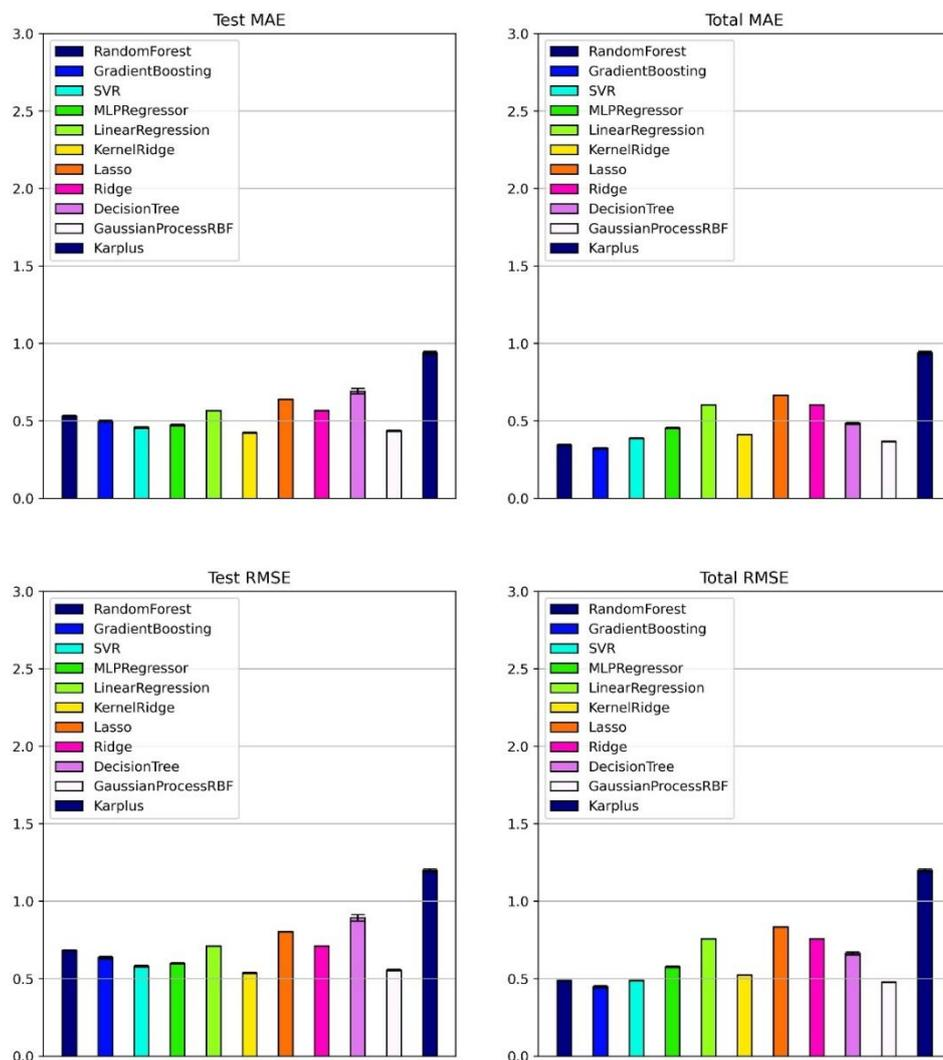 Test MAE
3.0
2.5
2.0
1.5
1.0
0.5
0.0
RandomForest
GradientBoosting
SVR
MLPRegressor
LinearRegression
KernelRidge
Lasso
Ridge
DecisionTree
GaussianProcessRBF
Karplus
Total MAE
3.0
2.5
2.0
1.5
1.0
0.5
0.0
RandomForest
GradientBoosting
SVR
MLPRegressor
LinearRegression
KernelRidge
Lasso
Ridge
DecisionTree
GaussianProcessRBF
Karplus
Test RMSE
3.0
2.5
2.0
1.5
1.0
0.5
0.0
RandomForest
GradientBoosting
SVR
MLPRegressor
LinearRegression
KernelRidge
Lasso
Ridge
DecisionTree
GaussianProcessRBF
Karplus
Total RMSE
3.0
2.5
2.0
1.5
1.0
0.5
0.0
RandomForest
GradientBoosting
SVR
MLPRegressor
LinearRegression
KernelRidge
Lasso
Ridge
DecisionTree
GaussianProcessRBF
Karplus